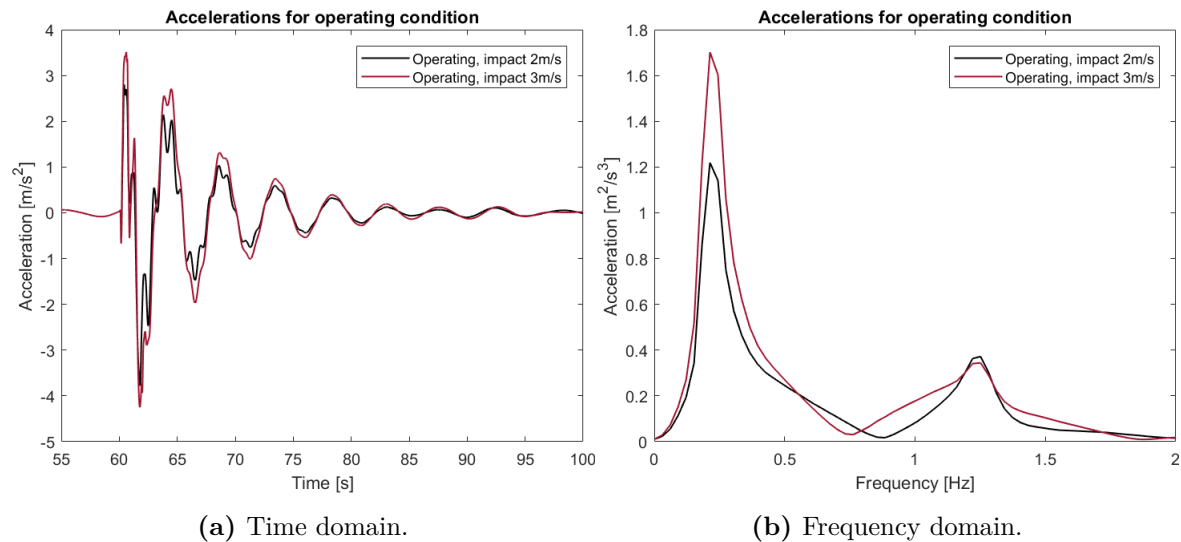 Accelerations for operating condition
Acceleration [m/s²]
4
3
2
1
0
-1
-2
-3
-4
-5
Operating, impact 2m/s
Operating, impact 3m/s
55 60 65 70 75 80 85 90 95 100
Time [s]
(a) Time domain.
Accelerations for operating condition
Acceleration [m²/s³]
1.8
1.6
1.4
1.2
1
0.8
0.6
0.4
0.2
0
Operating, impact 2m/s
Operating, impact 3m/s
0 0.5 1 1.5 2
Frequency [Hz]
(b) Frequency domain.